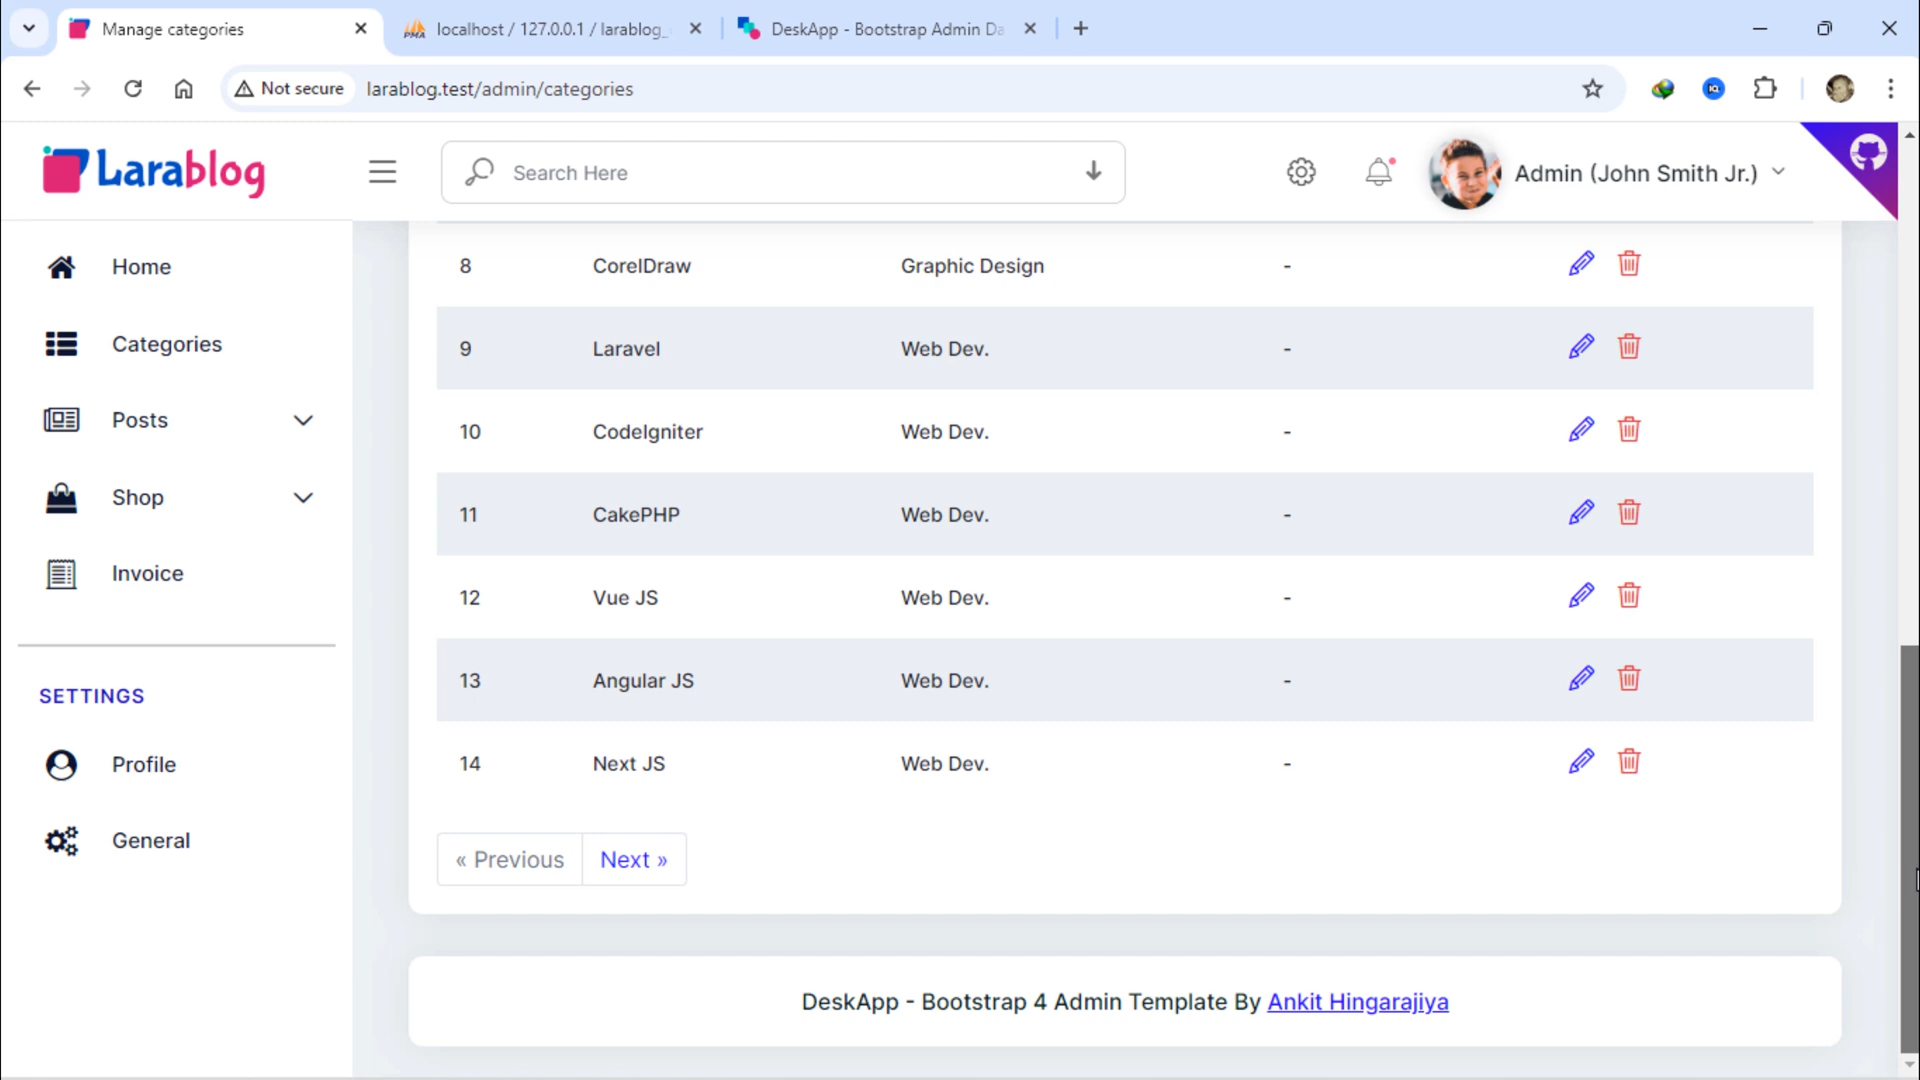 Manage categories
localhost / 127.0.0.1 / larablog_
DeskApp - Bootstrap Admin Da
Not secure
larablog.test/admin/categories
Larablog
Search Here
Admin (John Smith Jr.)
Home
Categories
Posts
Shop
Invoice
SETTINGS
Profile
General
8 CorelDraw Graphic Design -
9 Laravel Web Dev. -
10 CodeIgniter Web Dev. -
11 CakePHP Web Dev. -
12 Vue JS Web Dev. -
13 Angular JS Web Dev. -
14 Next JS Web Dev. -
« Previous Next »
DeskApp - Bootstrap 4 Admin Template By Ankit Hingarajiya